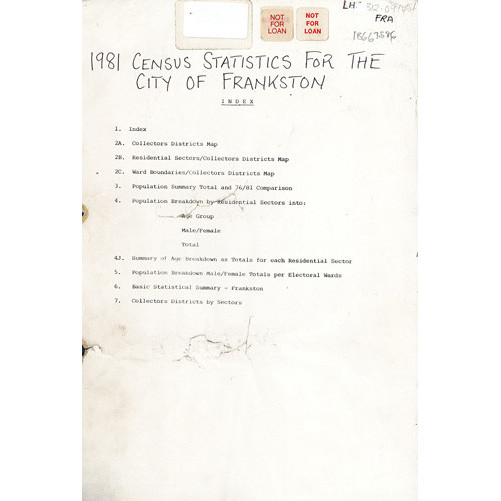 NOT FOR LOAN
NOT FOR LOAN
LH.
FRA
1981 CENSUS STATISTICS FOR THE
CITY OF FRANKSTON
INDEX
1. Index
2A. Collectors Districts Map
2B. Residential Sectors/Collectors Districts Map
2C. Ward Boundaries/Collectors Districts Map
3. Population Summary Total and 76/81 Comparison
4. Population Breakdown by Residential Sectors into:
Age Group
Male/Female
Total
4J. Summary of Age Breakdown as Totals for each Residential Sector
5. Population Breakdown Male/Female Totals per Electoral Wards
6. Basic Statistical Summary - Frankston
7. Collectors Districts by Sectors